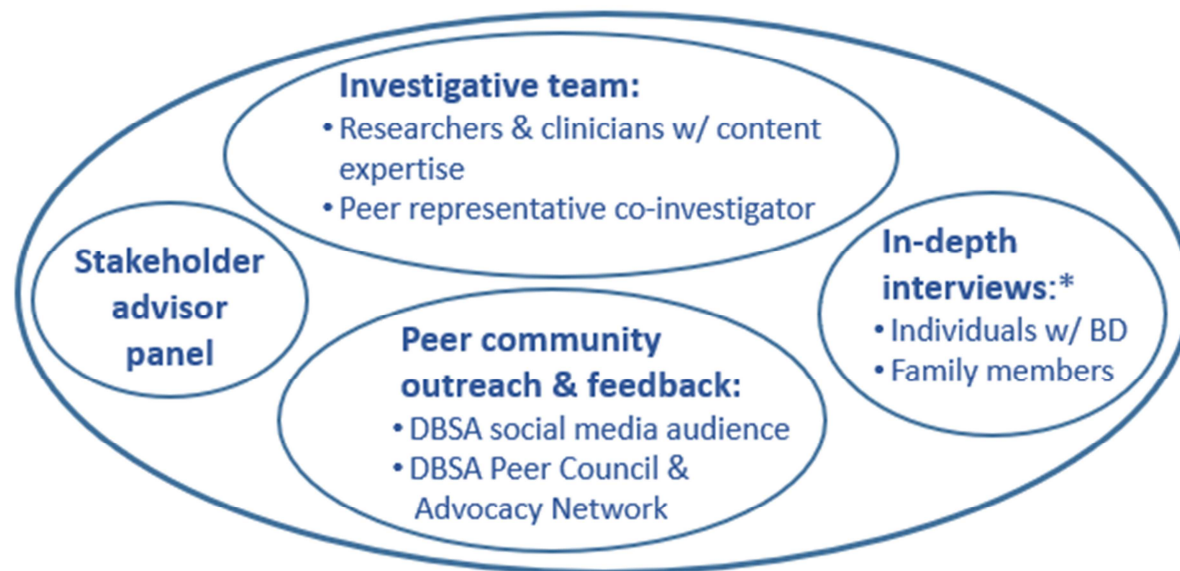 Investigative team:
• Researchers & clinicians w/ content
expertise
• Peer representative co-investigator
Stakeholder
advisor
panel
Peer community
outreach & feedback:
• DBSA social media audience
• DBSA Peer Council &
Advocacy Network
In-depth
interviews:*
• Individuals w/ BD
• Family members